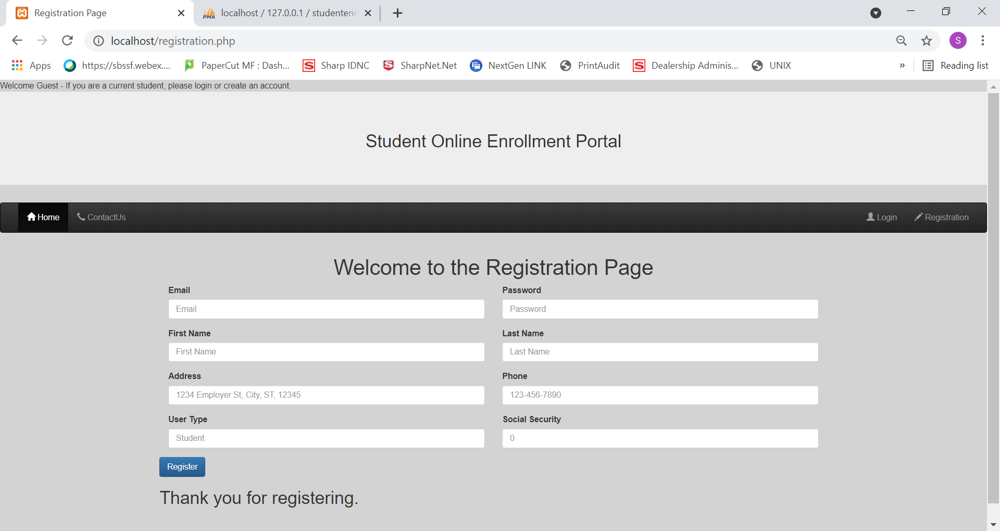 Registration Page
localhost / 127.0.0.1 / studentenr
PMA
localhost/registration.php
S
Apps
https://sbssf.webex....
PaperCut MF : Dash...
S Sharp IDNC
S SharpNet.Net
NextGen LINK
PrintAudit
S Dealership Adminis...
UNIX
»
Reading list
Welcome Guest - If you are a current student, please login or create an account.
Student Online Enrollment Portal
Home
ContactUs
Login
Registration
Welcome to the Registration Page
Email
Password
Email
Password
First Name
Last Name
First Name
Last Name
Address
Phone
1234 Employer St, City, ST, 12345
123-456-7890
User Type
Social Security
Student
0
Register
Thank you for registering.